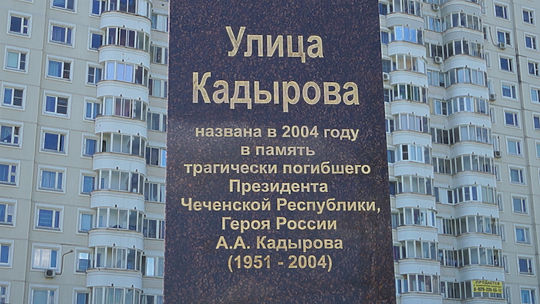 Улица
Кадырова
названа в 2004 году
в память
трагически погибшего
Президента
Чеченской Республики,
Героя России
А.А. Кадырова
(1951 - 2004)